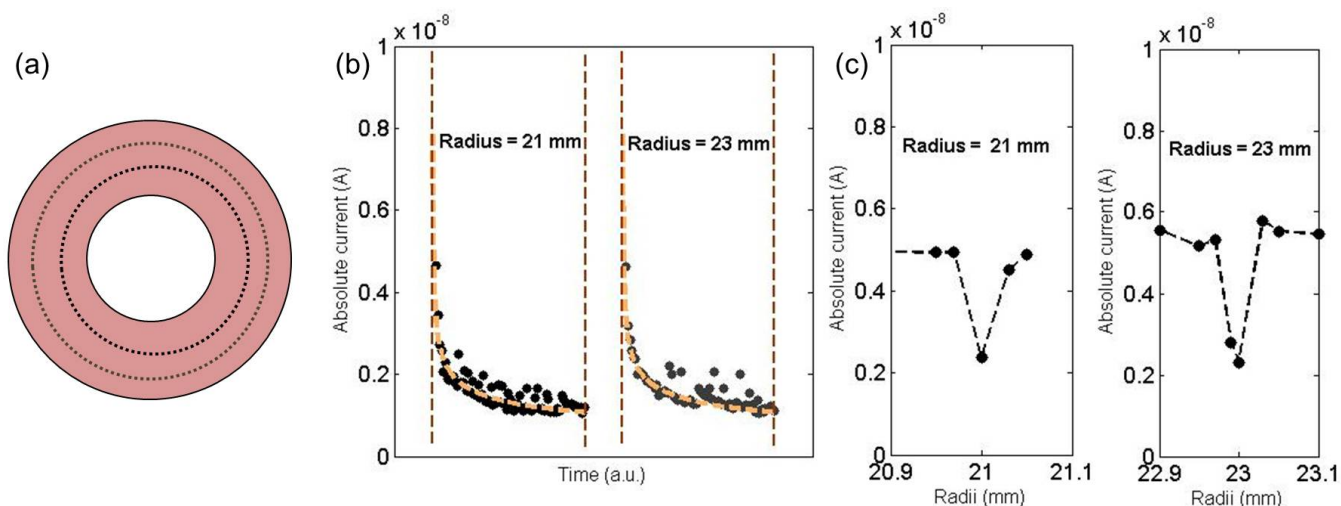 (a)
(b)
x 10^-8
1
0.8
0.6
0.4
0.2
0
Absolute current (A)
Radius = 21 mm
Radius = 23 mm
Time (a.u.)
(c)
x 10^-8
1
0.8
0.6
0.4
0.2
0
Absolute current (A)
Radius = 21 mm
20.9 21 21.1
Radii (mm)
x 10^-8
1
0.8
0.6
0.4
0.2
0
Absolute current (A)
Radius = 23 mm
22.9 23 23.1
Radii (mm)